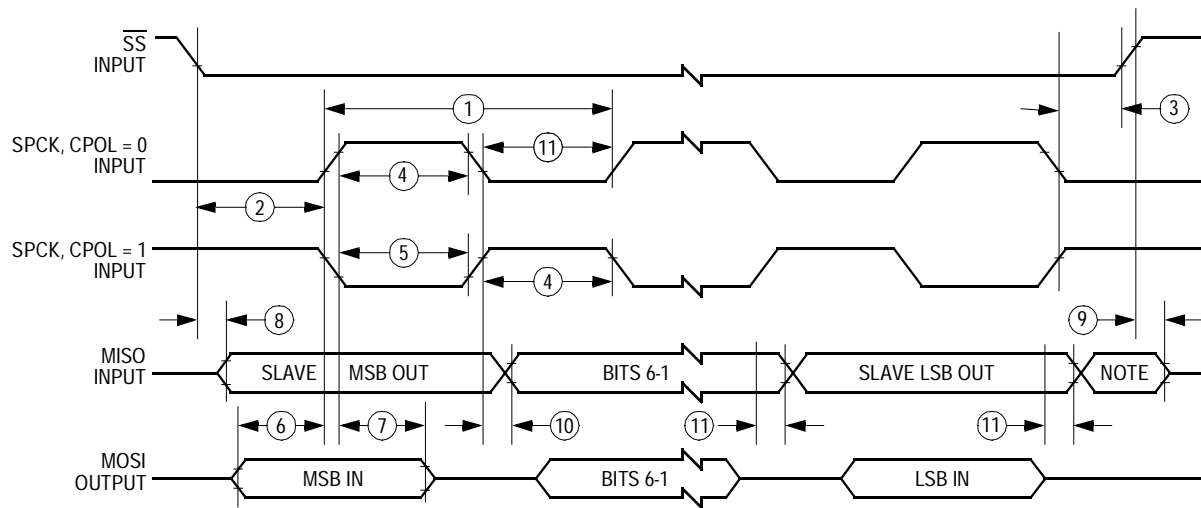 SS
INPUT
1
3
SPCK, CPOL = 0
INPUT
11
4
2
SPCK, CPOL = 1
INPUT
5
4
8
9
MISO
INPUT
SLAVE MSB OUT
BITS 6-1
SLAVE LSB OUT
NOTE
6
7
10
11
11
MOSI
OUTPUT
MSB IN
BITS 6-1
LSB IN